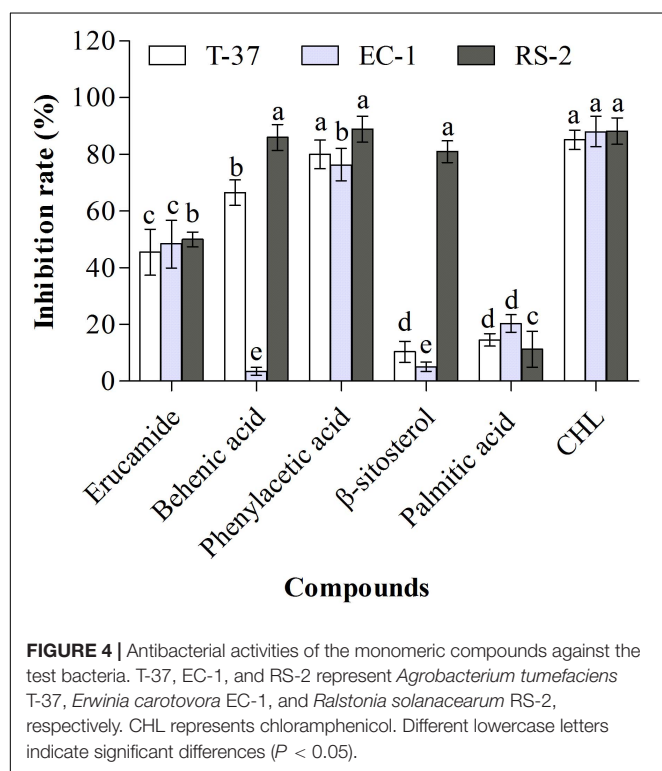 120
100
80
60
40
20
0
Inhibition rate (%)
T-37 EC-1 RS-2
c c b
b e a
a b a
d e a
d d c
a a a
Erucamide
Behenic acid
Phenylacetic acid
β-sitosterol
Palmitic acid
CHL
Compounds
FIGURE 4 | Antibacterial activities of the monomeric compounds against the
test bacteria. T-37, EC-1, and RS-2 represent Agrobacterium tumefaciens
T-37, Erwinia carotovora EC-1, and Ralstonia solanacearum RS-2,
respectively. CHL represents chloramphenicol. Different lowercase letters
indicate significant differences (P < 0.05).